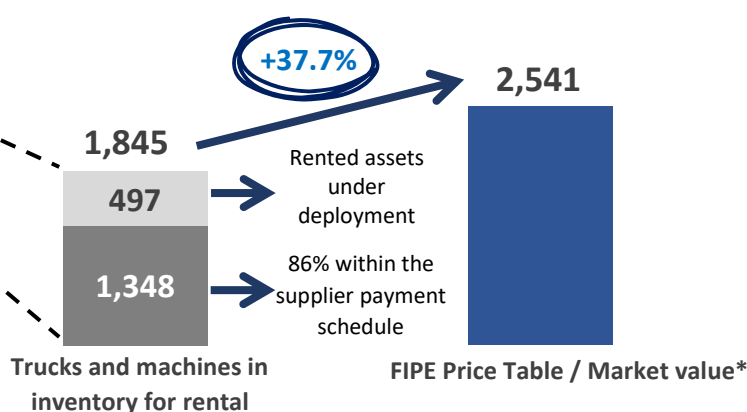 +37.7%
2,541
1,845
Rented assets
under
deployment
497
86% within the
supplier payment
schedule
1,348
Trucks and machines in
inventory for rental
FIPE Price Table / Market value*